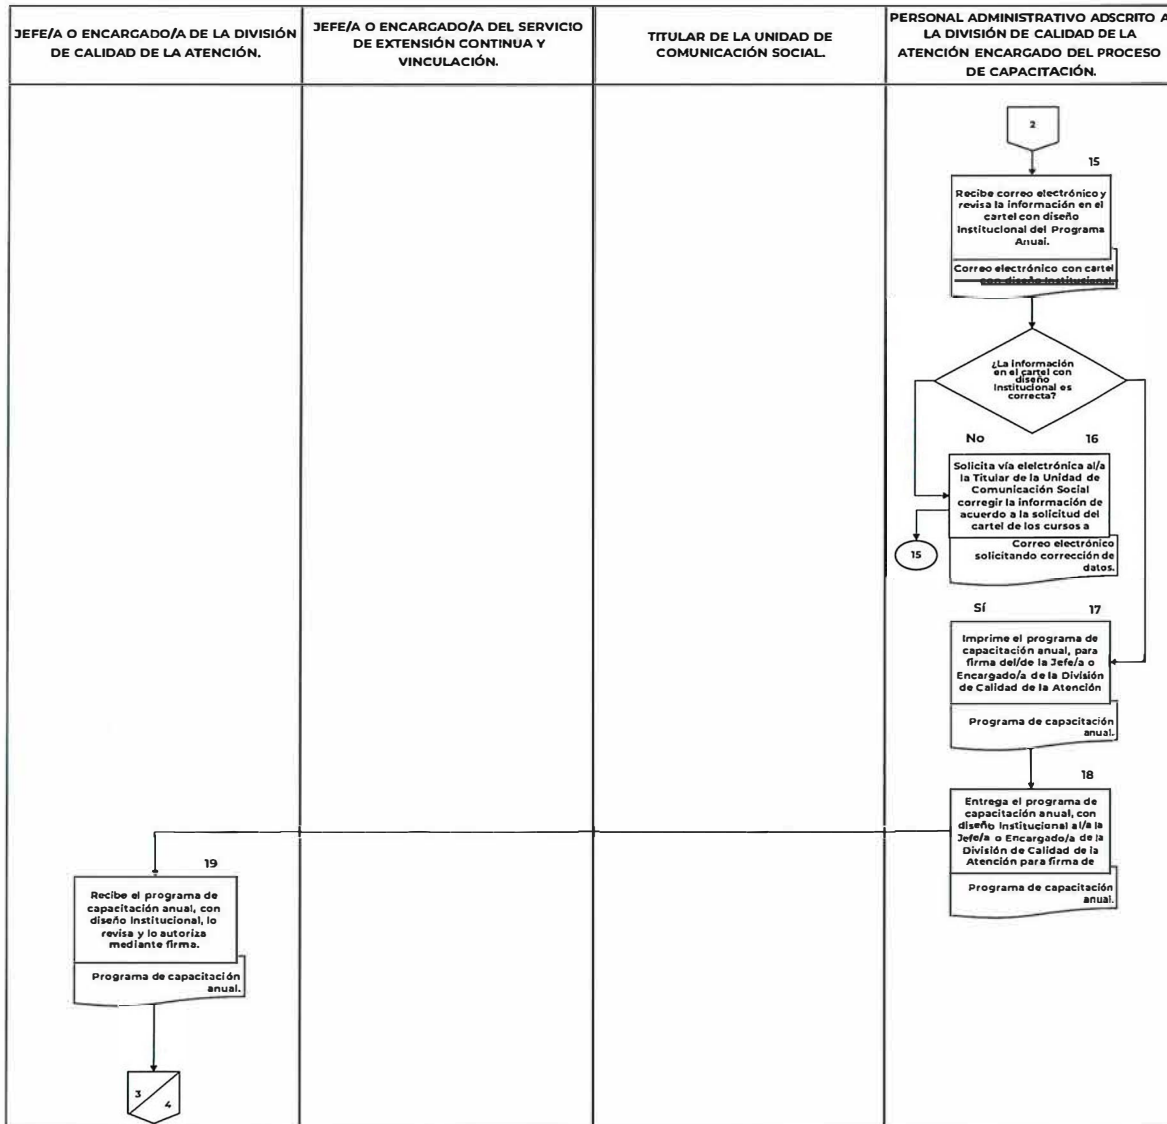 JEFE/A O ENCARGADO/A DE LA DIVISIÓN
DE CALIDAD DE LA ATENCIÓN.
JEFE/A O ENCARGADO/A DEL SERVICIO
DE EXTENSIÓN CONTINUA Y
VINCULACIÓN.
TITULAR DE LA UNIDAD DE
COMUNICACIÓN SOCIAL.
PERSONAL ADMINISTRATIVO ADSCRITO A
LA DIVISIÓN DE CALIDAD DE LA
ATENCIÓN ENCARGADO DEL PROCESO
DE CAPACITACIÓN.
2
15
Recibe correo electrónico y
revisa la información en el
cartel con diseño
Institucional del Programa
Anual.
Correo electrónico con cartel
con diseño Institucional.
¿La información
en el cartel con
diseño
Institucional es
correcta?
No
16
Solicita vía elelctrónica al/a
la Titular de la Unidad de
Comunicación Social
corregir la información de
acuerdo a la solicitud del
cartel de los cursos a
Correo electrónico
solicitando corrección de
datos.
15
Sí
17
Imprime el programa de
capacitación anual, para
firma del/de la Jefe/a o
Encargado/a de la División
de Calidad de la Atención
Programa de capacitación
anual.
18
Entrega el programa de
capacitación anual, con
diseño Institucional al/a la
Jefe/a o Encargado/a de la
División de Calidad de la
Atención para firma de
Programa de capacitación
anual.
19
Recibe el programa de
capacitación anual, con
diseño Institucional, lo
revisa y lo autoriza
mediante firma.
Programa de capacitación
anual.
3
4